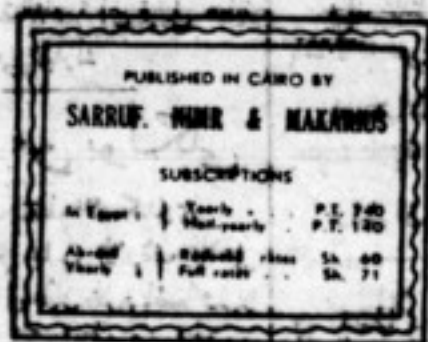 PUBLISHED IN CAIRO BY
SARRUF. NIMR & MAKARIUS
SUBSCRIPTIONS
In Egypt : Yearly . . P.T. 240
Half-yearly . P.T. 140
Abroad Reduced rates Sh. 60
Yearly : Full rates . . Sh. 71